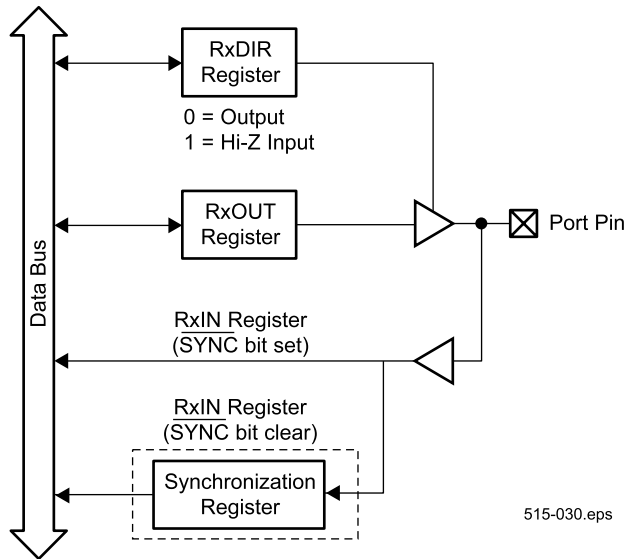 RxDIR
Register
0 = Output
1 = Hi-Z Input
RxOUT
Register
Port Pin
Data Bus
RxIN Register
(SYNC bit set)
RxIN Register
(SYNC bit clear)
Synchronization
Register
515-030.eps